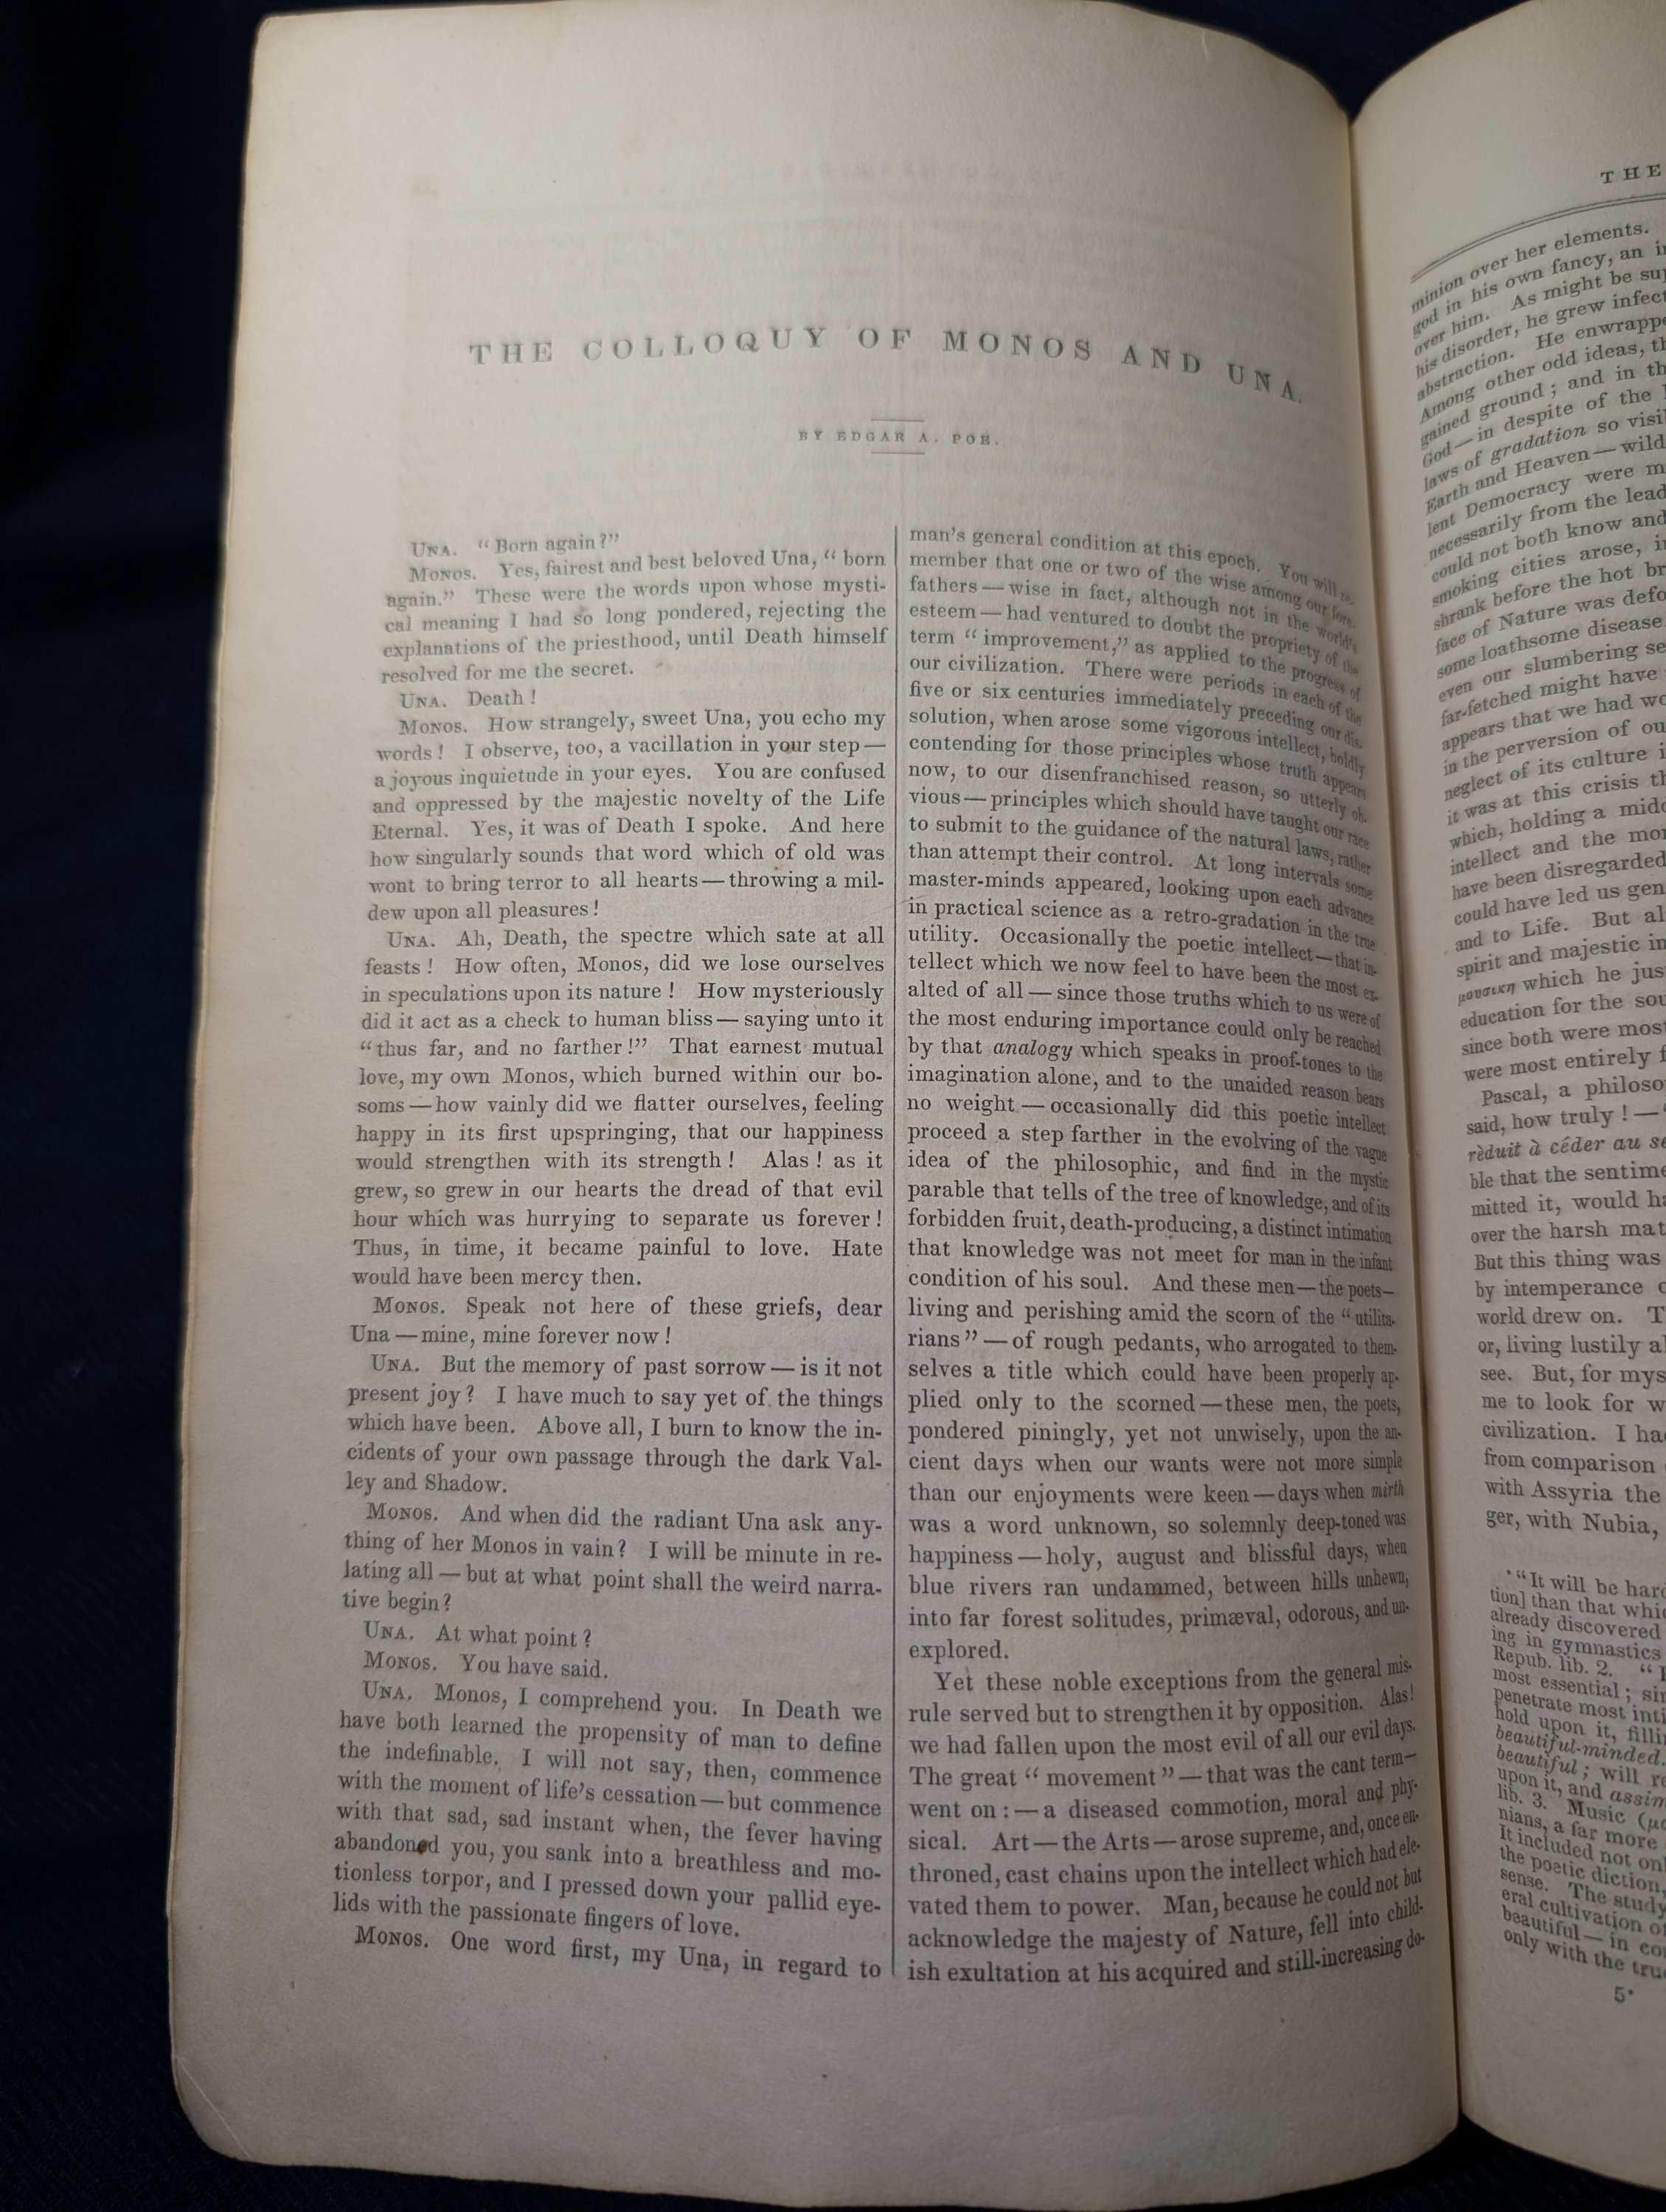 THE COLLOQUY OF MONOS AND UNA.
BY EDGAR A. POE.
UNA. “Born again?”
MONOS. Yes, fairest and best beloved Una, “born
again.” These were the words upon whose mysti-
cal meaning I had so long pondered, rejecting the
explanations of the priesthood, until Death himself
resolved for me the secret.
UNA. Death!
MONOS. How strangely, sweet Una, you echo my
words! I observe, too, a vacillation in your step—
a joyous inquietude in your eyes. You are confused
and oppressed by the majestic novelty of the Life
Eternal. Yes, it was of Death I spoke. And here
how singularly sounds that word which of old was
wont to bring terror to all hearts—throwing a mil-
dew upon all pleasures!
UNA. Ah, Death, the spectre which sate at all
feasts! How often, Monos, did we lose ourselves
in speculations upon its nature! How mysteriously
did it act as a check to human bliss—saying unto it
“thus far, and no farther!” That earnest mutual
love, my own Monos, which burned within our bo-
soms—how vainly did we flatter ourselves, feeling
happy in its first upspringing, that our happiness
would strengthen with its strength! Alas! as it
grew, so grew in our hearts the dread of that evil
hour which was hurrying to separate us forever!
Thus, in time, it became painful to love. Hate
would have been mercy then.
MONOS. Speak not here of these griefs, dear
Una—mine, mine forever now!
UNA. But the memory of past sorrow—is it not
present joy? I have much to say yet of the things
which have been. Above all, I burn to know the in-
cidents of your own passage through the dark Val-
ley and Shadow.
MONOS. And when did the radiant Una ask any-
thing of her Monos in vain? I will be minute in re-
lating all—but at what point shall the weird narra-
tive begin?
UNA. At what point?
MONOS. You have said.
UNA. Monos, I comprehend you. In Death we
have both learned the propensity of man to define
the indefinable. I will not say, then, commence
with the moment of life’s cessation—but commence
with that sad, sad instant when, the fever having
abandoned you, you sank into a breathless and mo-
tionless torpor, and I pressed down your pallid eye-
lids with the passionate fingers of love.
MONOS. One word first, my Una, in regard to
man’s general condition at this epoch. You will re-
member that one or two of the wise among our fore-
fathers—wise in fact, although not in the world’s
esteem—had ventured to doubt the propriety of the
term “improvement,” as applied to the progress of
our civilization. There were periods in each of the
five or six centuries immediately preceding our dis-
solution, when arose some vigorous intellect, boldly
contending for those principles whose truth appears
now, to our disenfranchised reason, so utterly ob-
vious—principles which should have taught our race
to submit to the guidance of the natural laws, rather
than attempt their control. At long intervals some
master-minds appeared, looking upon each advance
in practical science as a retro-gradation in the true
utility. Occasionally the poetic intellect—that in-
tellect which we now feel to have been the most ex-
alted of all—since those truths which to us were of
the most enduring importance could only be reached
by that analogy which speaks in proof-tones to the
imagination alone, and to the unaided reason bears
no weight—occasionally did this poetic intellect
proceed a step farther in the evolving of the vague
idea of the philosophic, and find in the mystic
parable that tells of the tree of knowledge, and of its
forbidden fruit, death-producing, a distinct intimation
that knowledge was not meet for man in the infant
condition of his soul. And these men—the poets—
living and perishing amid the scorn of the “utilita-
rians”—of rough pedants, who arrogated to them-
selves a title which could have been properly ap-
plied only to the scorned—these men, the poets,
pondered piningly, yet not unwisely, upon the an-
cient days when our wants were not more simple
than our enjoyments were keen—days when mirth
was a word unknown, so solemnly deep-toned was
happiness—holy, august and blissful days, when
blue rivers ran undammed, between hills unhewn,
into far forest solitudes, primæval, odorous, and un-
explored.
Yet these noble exceptions from the general mis-
rule served but to strengthen it by opposition. Alas!
we had fallen upon the most evil of all our evil days.
The great “movement”—that was the cant term—
went on:—a diseased commotion, moral and phy-
sical. Art—the Arts—arose supreme, and, once en-
throned, cast chains upon the intellect which had ele-
vated them to power. Man, because he could not but
acknowledge the majesty of Nature, fell into child-
ish exultation at his acquired and still-increasing do-
THE
minion over her elements.
god in his own fancy, an
over him. As might be
his disorder, he grew
abstraction. He
Among other odd ideas,
gained ground; and in
God—in despite of the
laws of gradation so
Earth and Heaven—
lent Democracy were
necessarily from the
could not both know and
smoking cities arose,
shrank before the hot
face of Nature was
some loathsome disease.
even our slumbering
far-fetched might have
appears that we had
in the perversion of
neglect of its culture
it was at this crisis
which, holding a
intellect and the
have been disregarded
could have led us
and to Life. But
spirit and majestic
μουσικη which he
education for the
since both were
were most entirely
Pascal, a
said, how truly!—
rèduit à céder au
ble that the
mitted it, would
over the harsh
But this thing was
by intemperance
world drew on.
or, living lustily
see. But, for
me to look for
civilization. I
from comparison
with Assyria the
ger, with Nubia,
*“It will be
tion] than that
already discovered
ing in gymnastics
Repub. lib. 2.
most essential;
penetrate most
hold upon it,
beautiful-minded.
beautiful; will
upon it, and
lib. 3. Music
nians, a far more
It included not
the poetic diction,
sense. The study
eral cultivation
beautiful—in
only with the
5*